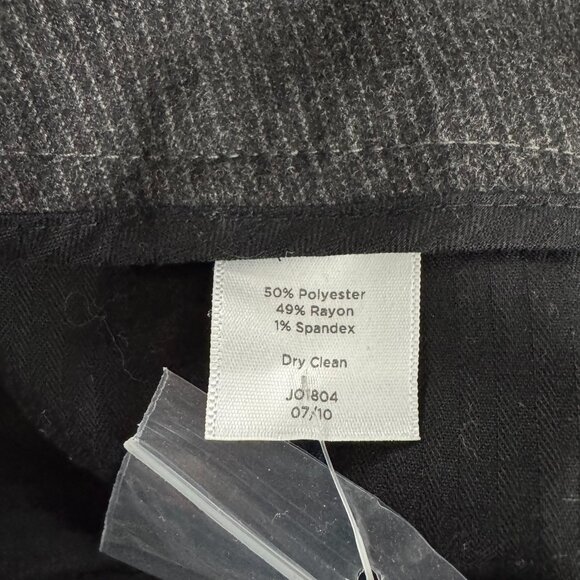 50% Polyester
49% Rayon
1% Spandex
Dry Clean
JO1804
07/10